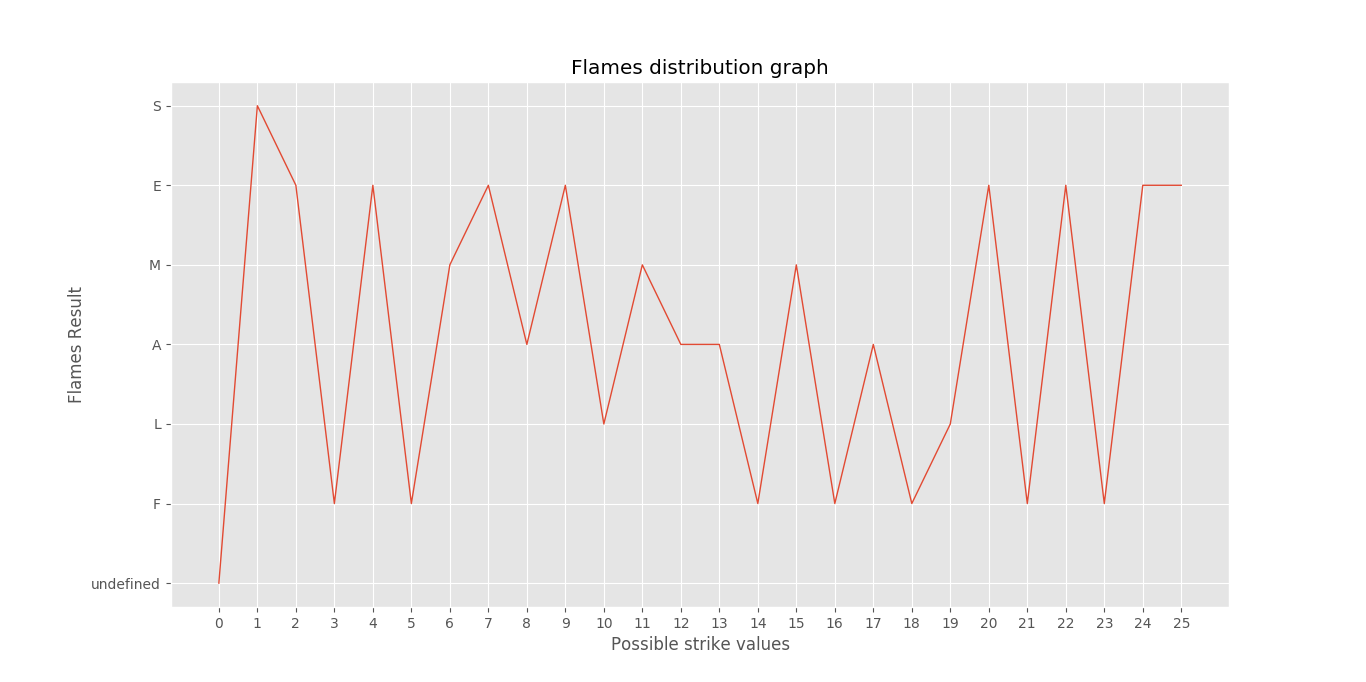 Flames distribution graph
S
E
M
A
L
F
undefined
Flames Result
0 1 2 3 4 5 6 7 8 9 10 11 12 13 14 15 16 17 18 19 20 21 22 23 24 25
Possible strike values